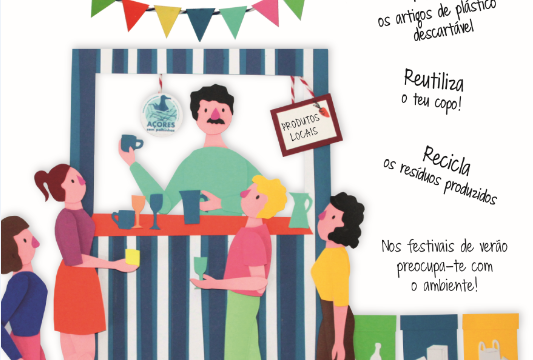 os artigos de plástico
descartável
Reutiliza
o teu copo!
AÇORES
PRODUTOS
LOCAIS
Recicla
os resíduos produzidos
Nos festivais de verão
preocupa-te com
o ambiente!